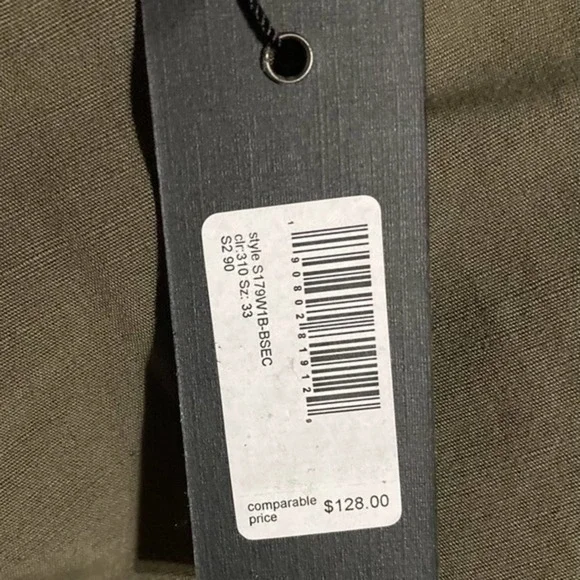 style S179W1B-BSEC
clr:310 Sz: 33
S2 90
1 90802 81912 0
comparable
price
$128.00